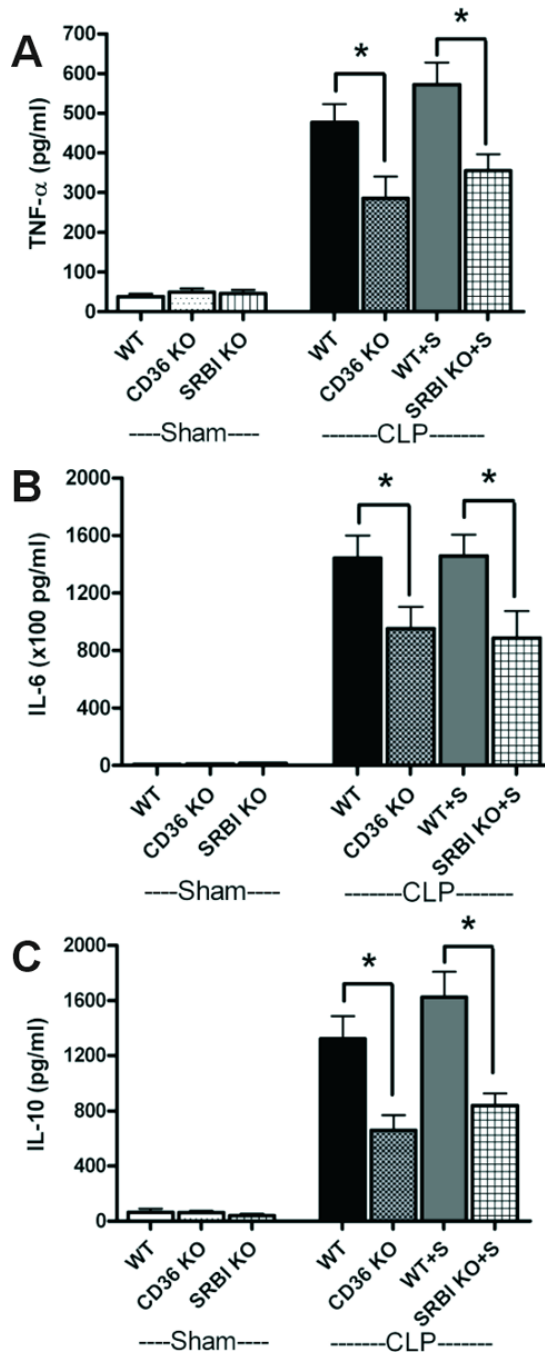 A
TNF-α (pg/ml)
700
600
500
400
300
200
100
0
* *
WT CD36 KO SRBI KO WT CD36 KO WT+S SRBI KO+S
----Sham---- -------CLP-------
B
IL-6 (x100 pg/ml)
2000
1600
1200
800
400
0
* *
WT CD36 KO SRBI KO WT CD36 KO WT+S SRBI KO+S
----Sham---- -------CLP-------
C
IL-10 (pg/ml)
2000
1600
1200
800
400
0
* *
WT CD36 KO SRBI KO WT CD36 KO WT+S SRBI KO+S
----Sham---- -------CLP-------